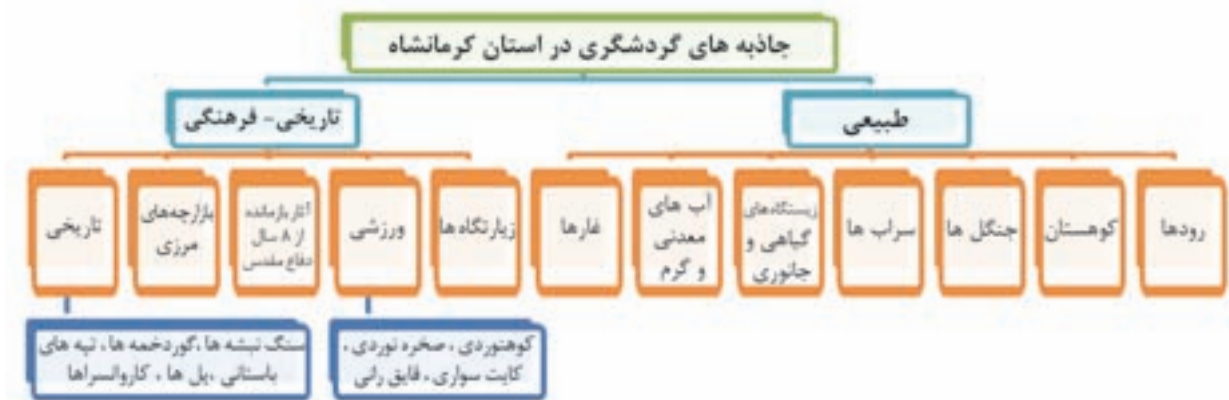 جاذبه های گردشگری در استان کرمانشاه
طبیعی
تاریخی- فرهنگی
رودها
کوهستان
جنگل ها
سراب ها
زیستگاه‌های
گیاهی و
جانوری
آب های
معدنی
و گرم
غارها
زیارتگاه ها
ورزشی
آثار بازمانده
از ۸ سال
دفاع مقدس
بازارچه‌های
مرزی
تاریخی
کوهنوردی ، صخره نوردی ،
کایت سواری ، قایق رانی
سنگ نبشته ها ،گوردخمه ها ، تپه های
باستانی ،پل ها ، کاروانسراها